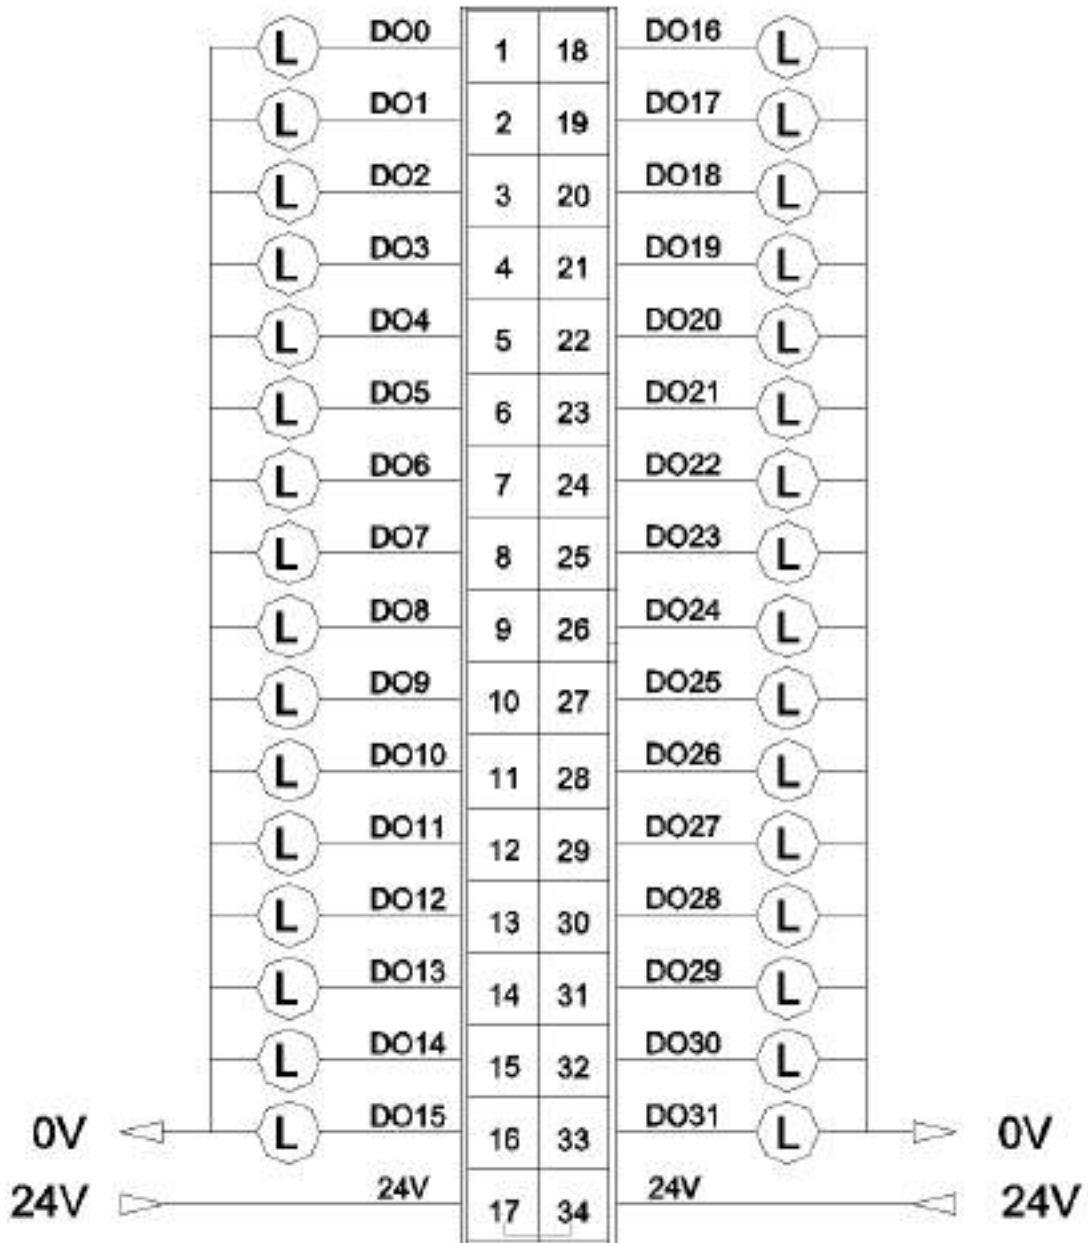 L DO0 1 18 DO16 L
L DO1 2 19 DO17 L
L DO2 3 20 DO18 L
L DO3 4 21 DO19 L
L DO4 5 22 DO20 L
L DO5 6 23 DO21 L
L DO6 7 24 DO22 L
L DO7 8 25 DO23 L
L DO8 9 26 DO24 L
L DO9 10 27 DO25 L
L DO10 11 28 DO26 L
L DO11 12 29 DO27 L
L DO12 13 30 DO28 L
L DO13 14 31 DO29 L
L DO14 15 32 DO30 L
0V L DO15 16 33 DO31 L 0V
24V 24V 17 34 24V 24V